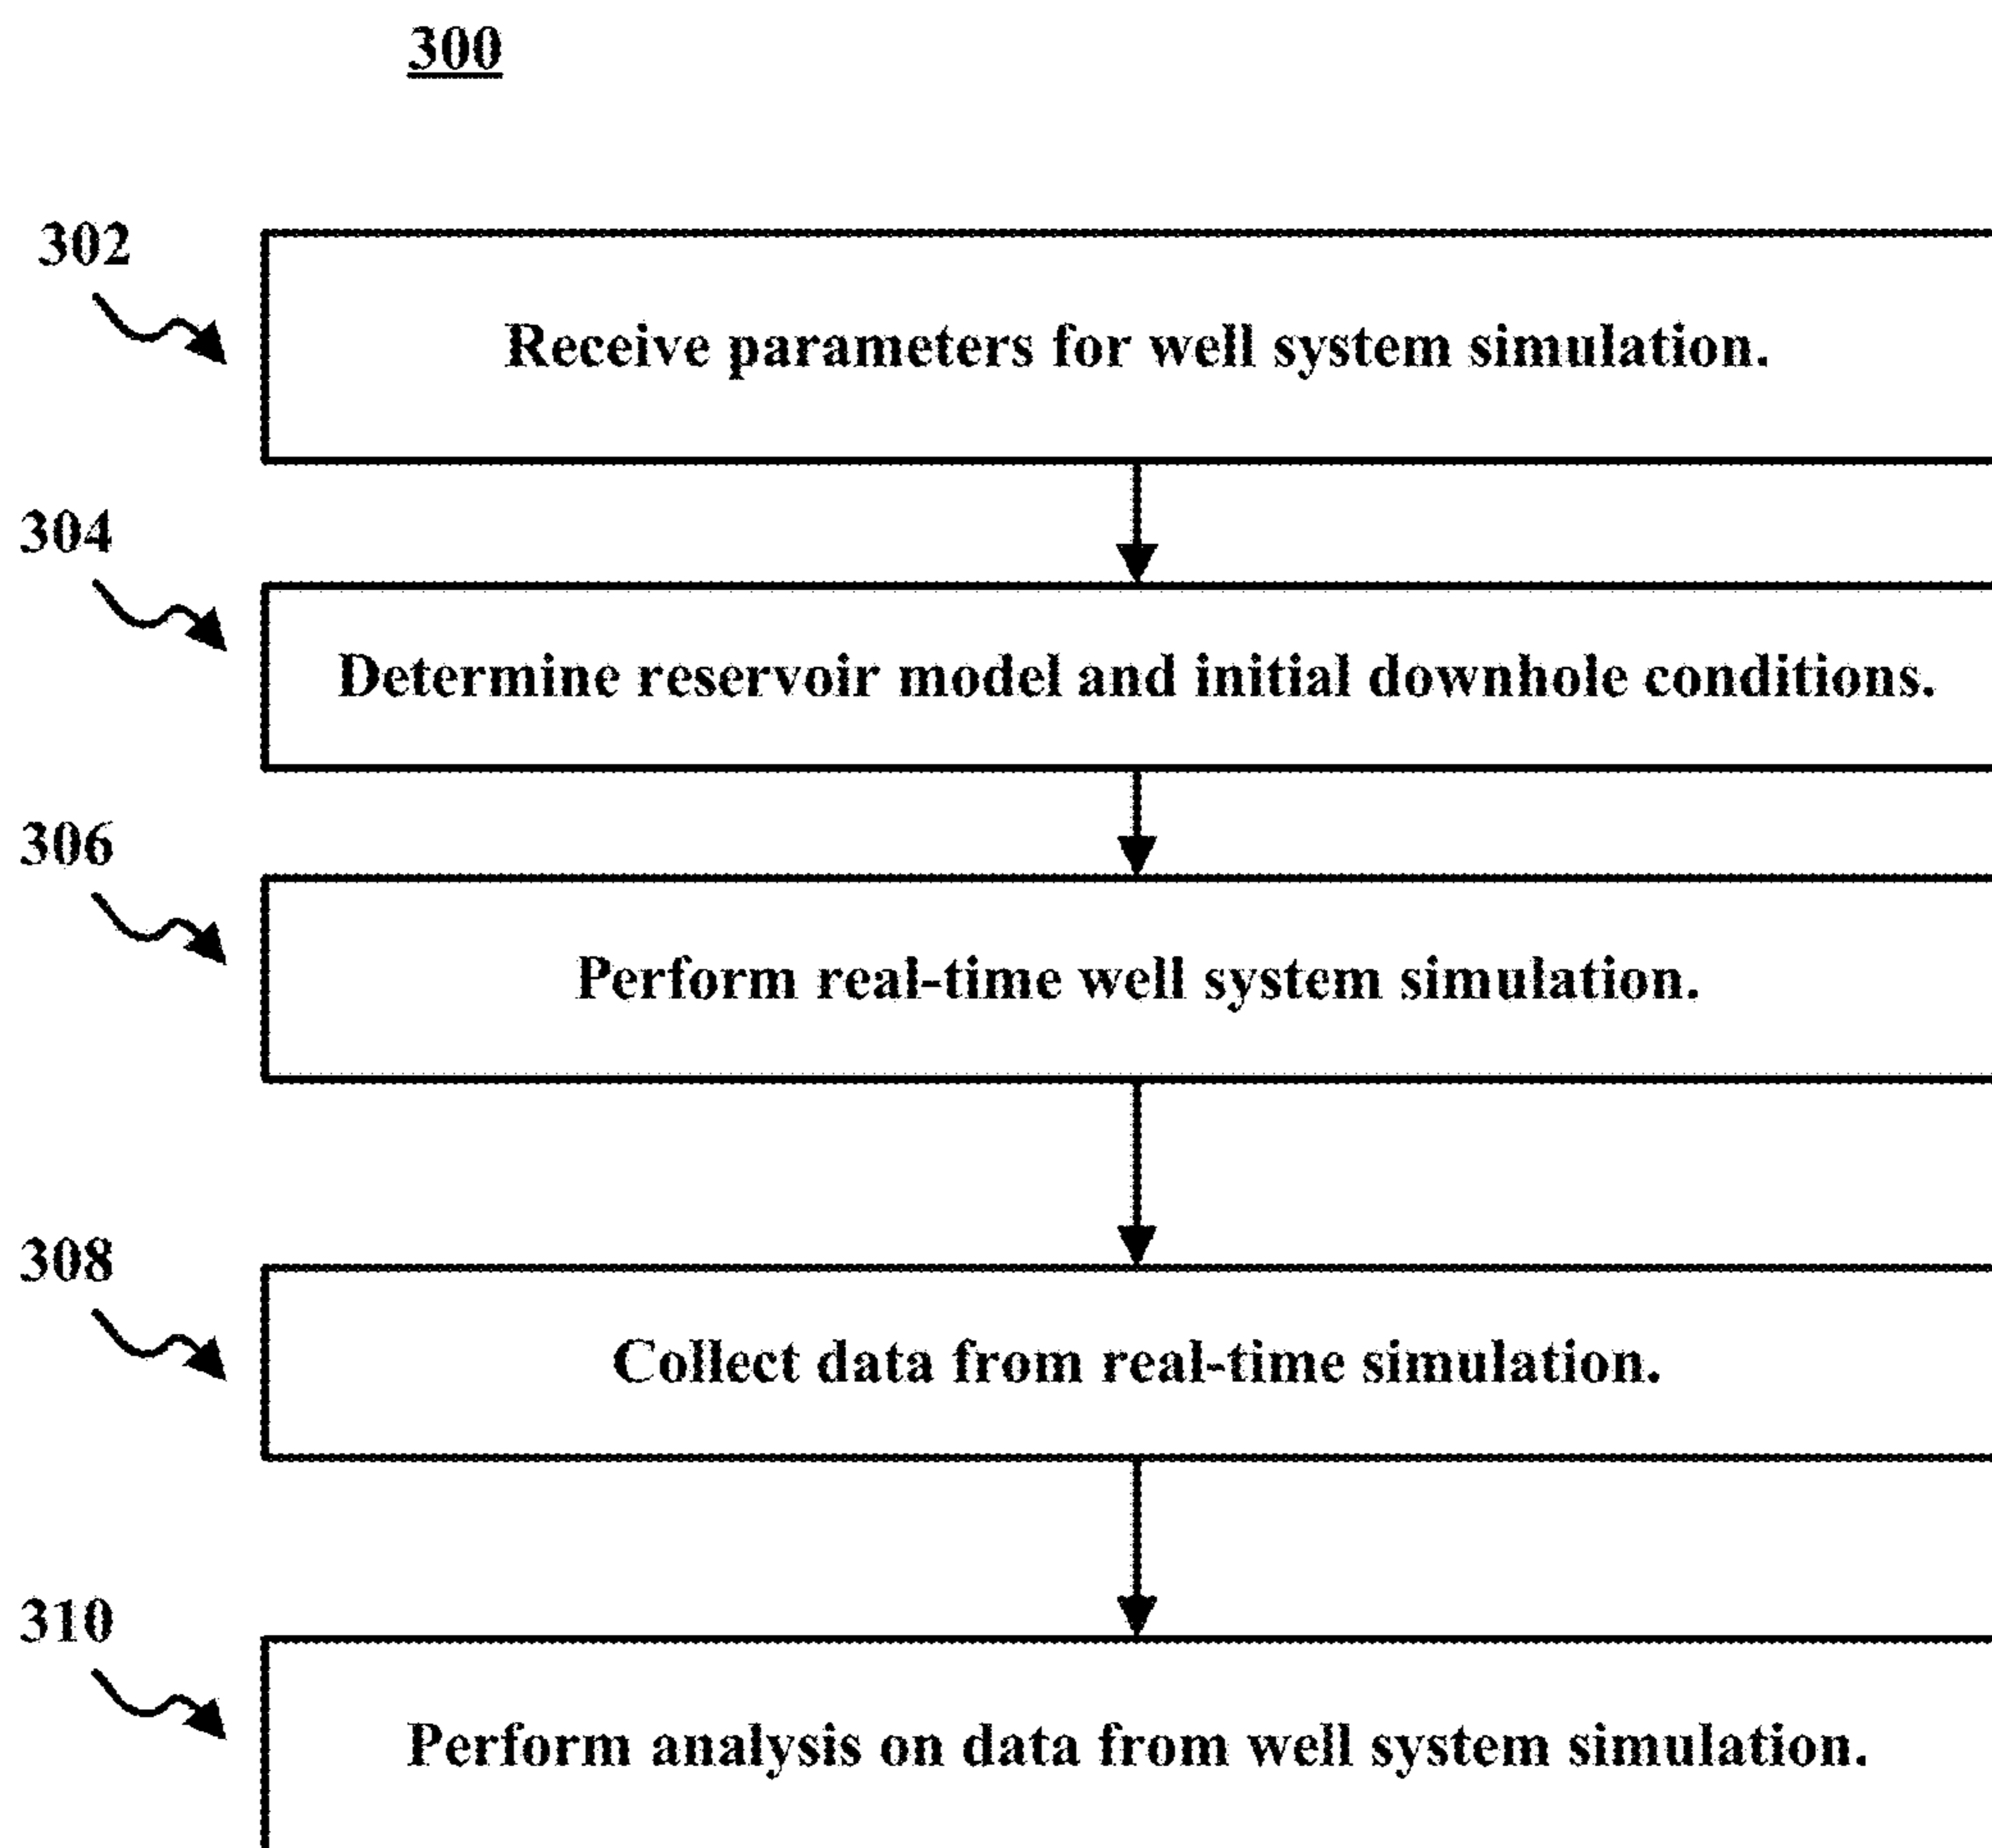 300
302
Receive parameters for well system simulation.
304
Determine reservoir model and initial downhole conditions.
306
Perform real-time well system simulation.
308
Collect data from real-time simulation.
310
Perform analysis on data from well system simulation.